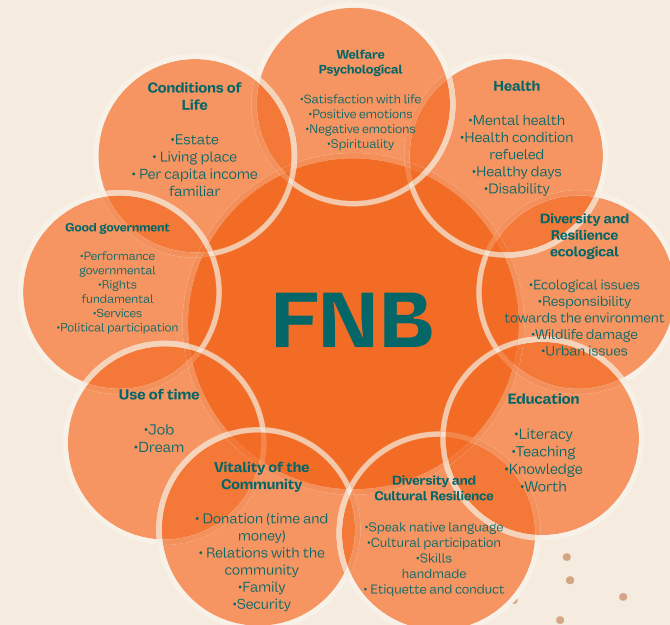 Welfare
Psychological
•Satisfaction with life
•Positive emotions
•Negative emotions
•Spirituality
Conditions of
Life
•Estate
• Living place
• Per capita income
familiar
Health
•Mental health
•Health condition
refueled
•Healthy days
•Disability
Good government
•Performance
governmental
•Rights
fundamental
•Services
•Political participation
Diversity and
Resilience
ecological
•Ecological issues
•Responsibility
towards the environment
•Wildlife damage
•Urban issues
FNB
Use of time
•Job
•Dream
Education
•Literacy
•Teaching
•Knowledge
•Worth
Vitality of the
Community
• Donation (time and
money)
• Relations with the
community
•Family
•Security
Diversity and
Cultural Resilience
•Speak native language
•Cultural participation
•Skills
handmade
• Etiquette and conduct